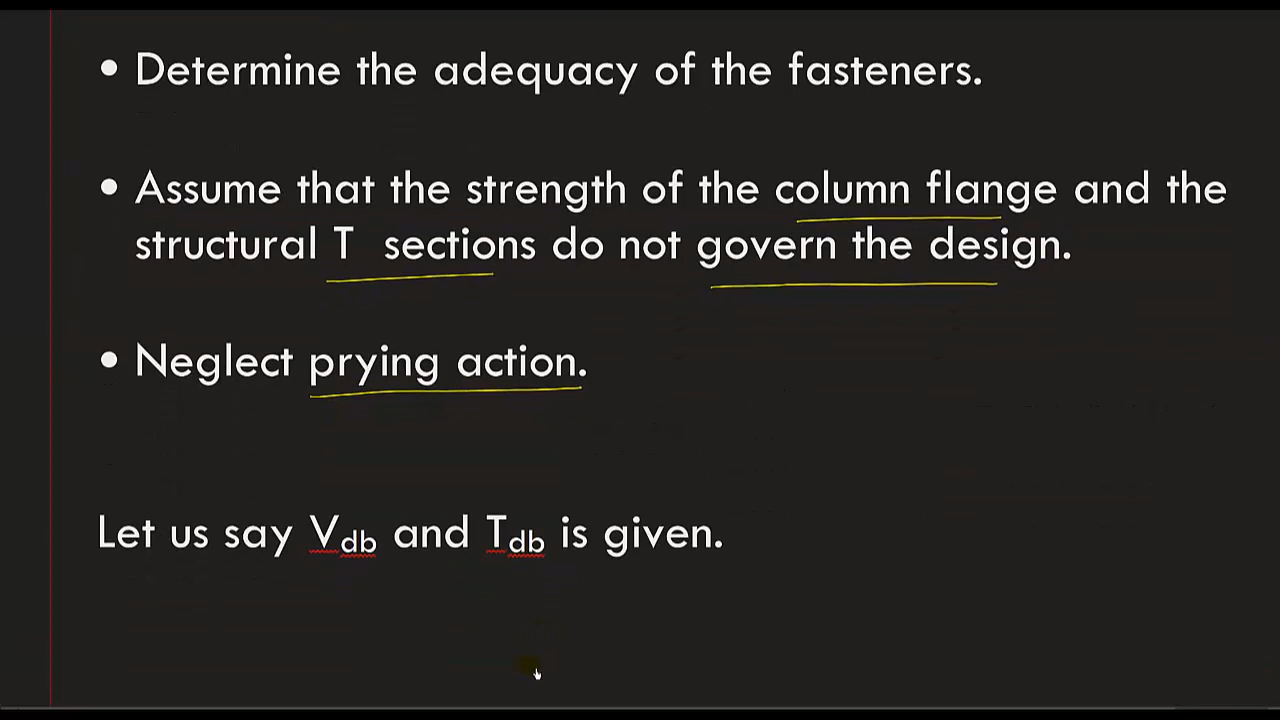 • Determine the adequacy of the fasteners.
• Assume that the strength of the column flange and the
structural T sections do not govern the design.
• Neglect prying action.
Let us say Vdb and Tdb is given.